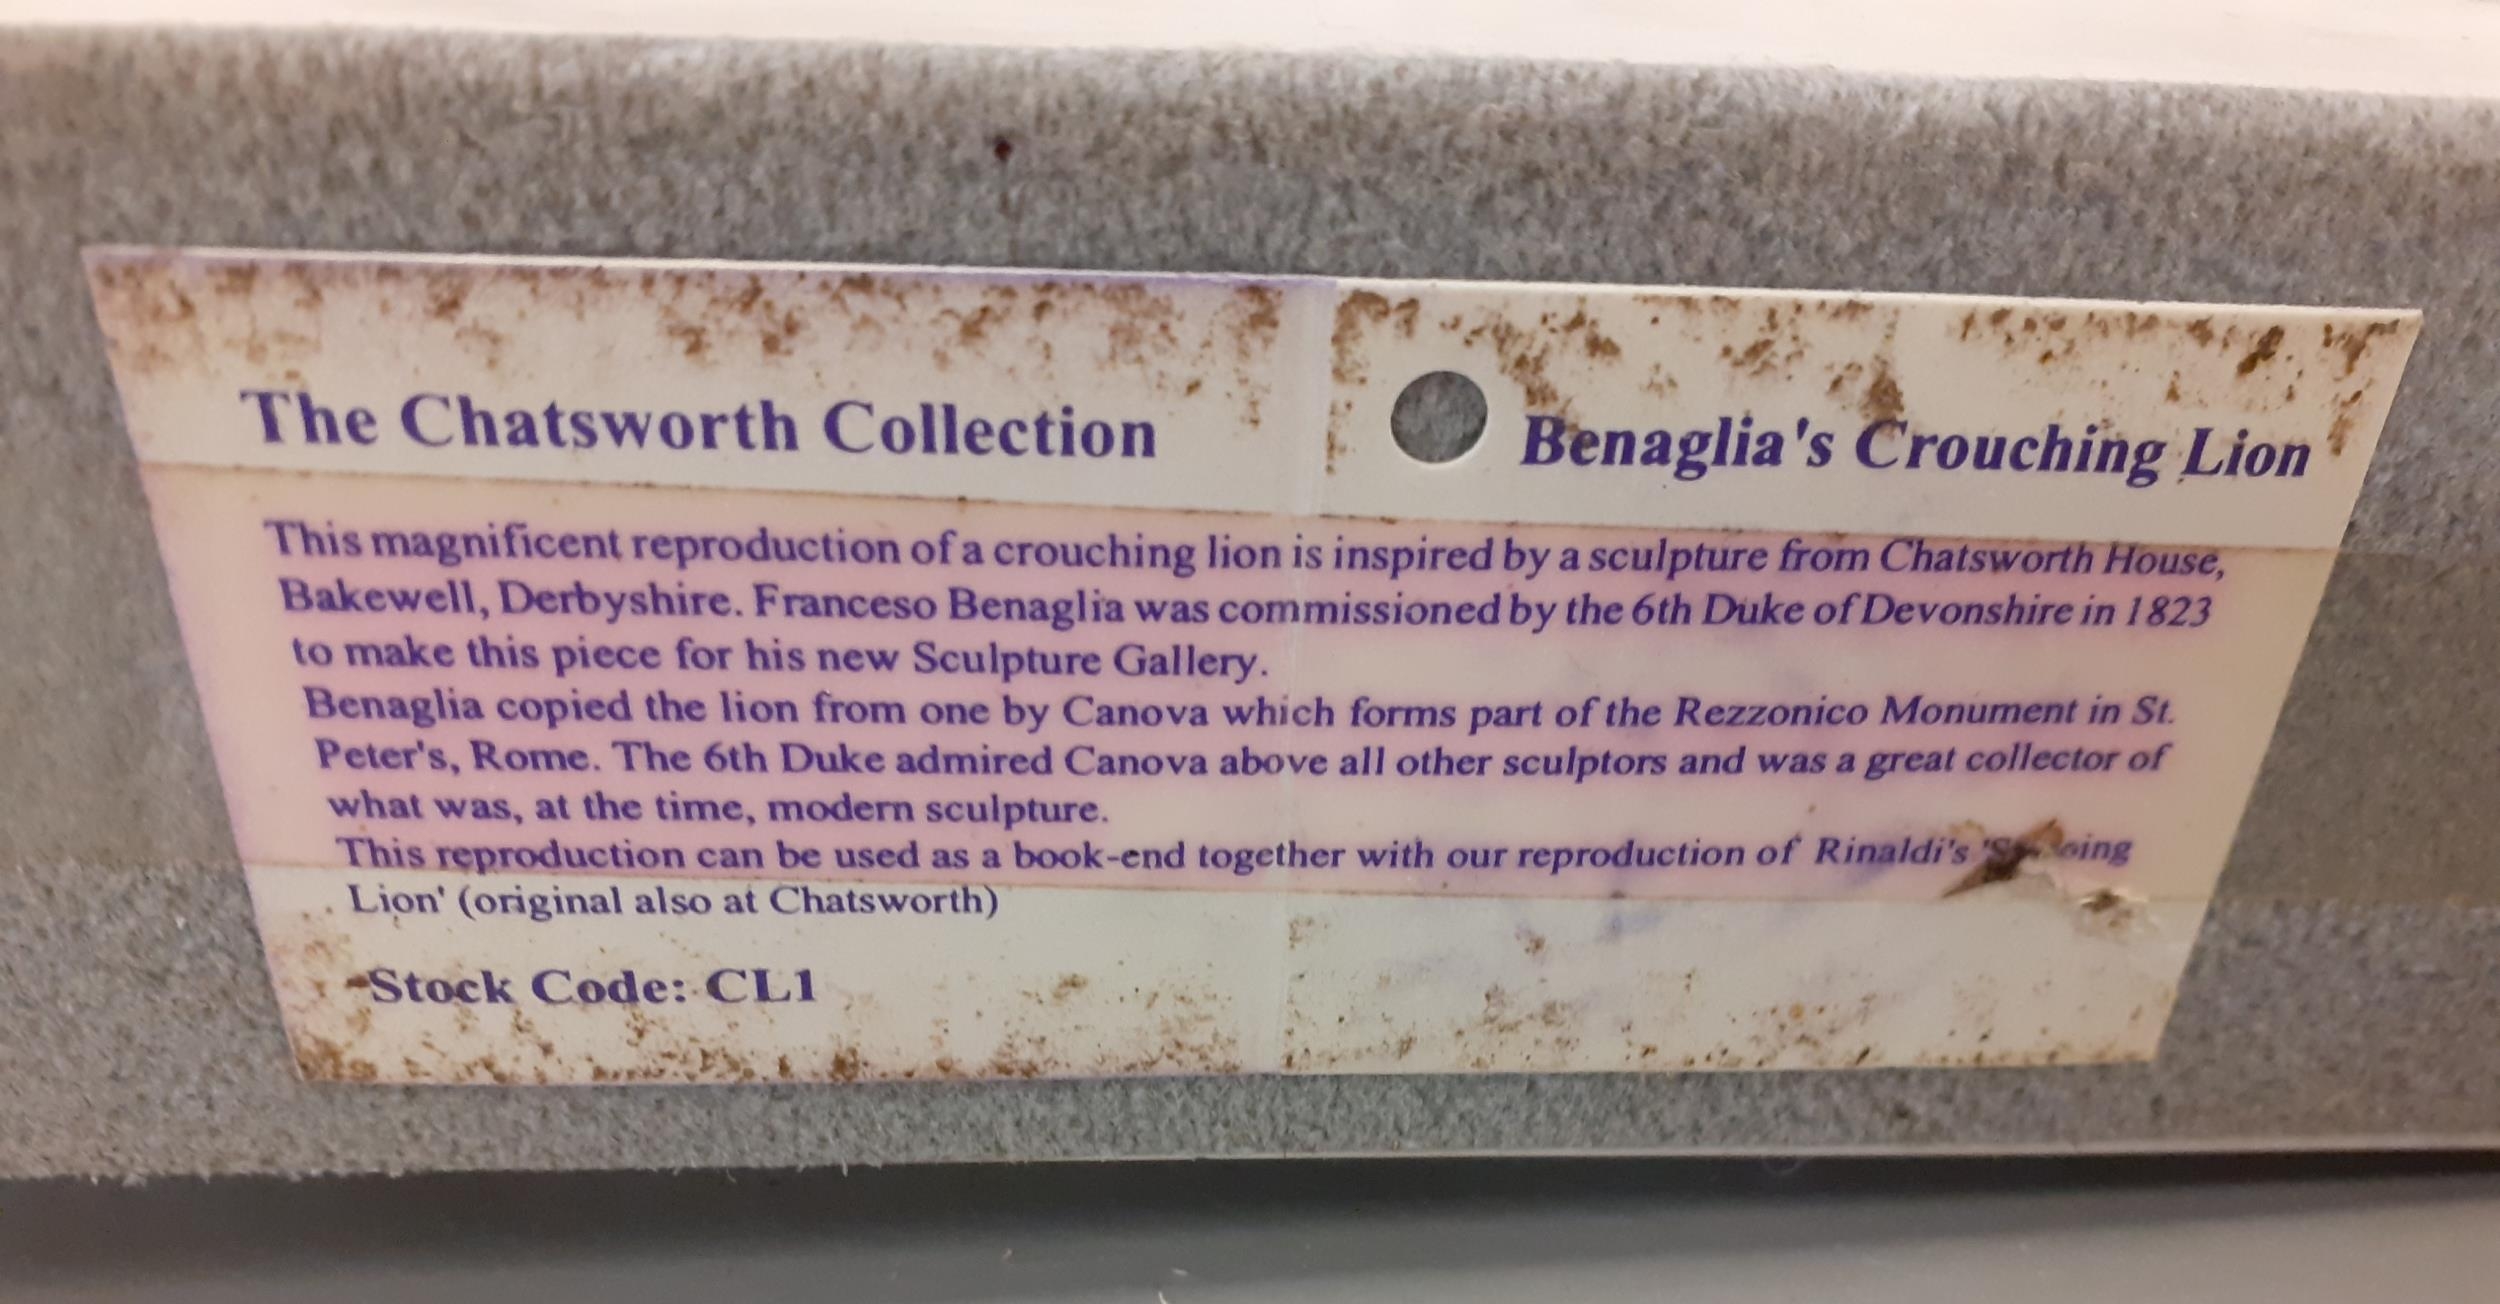 The Chatsworth Collection Benaglia's Crouching Lion
This magnificent reproduction of a crouching lion is inspired by a sculpture from Chatsworth House,
Bakewell, Derbyshire. Franceso Benaglia was commissioned by the 6th Duke of Devonshire in 1823
to make this piece for his new Sculpture Gallery.
Benaglia copied the lion from one by Canova which forms part of the Rezzonico Monument in St.
Peter's, Rome. The 6th Duke admired Canova above all other sculptors and was a great collector of
what was, at the time, modern sculpture.
This reproduction can be used as a book-end together with our reproduction of Rinaldi's
Lion' (original also at Chatsworth)
Stock Code: CL1